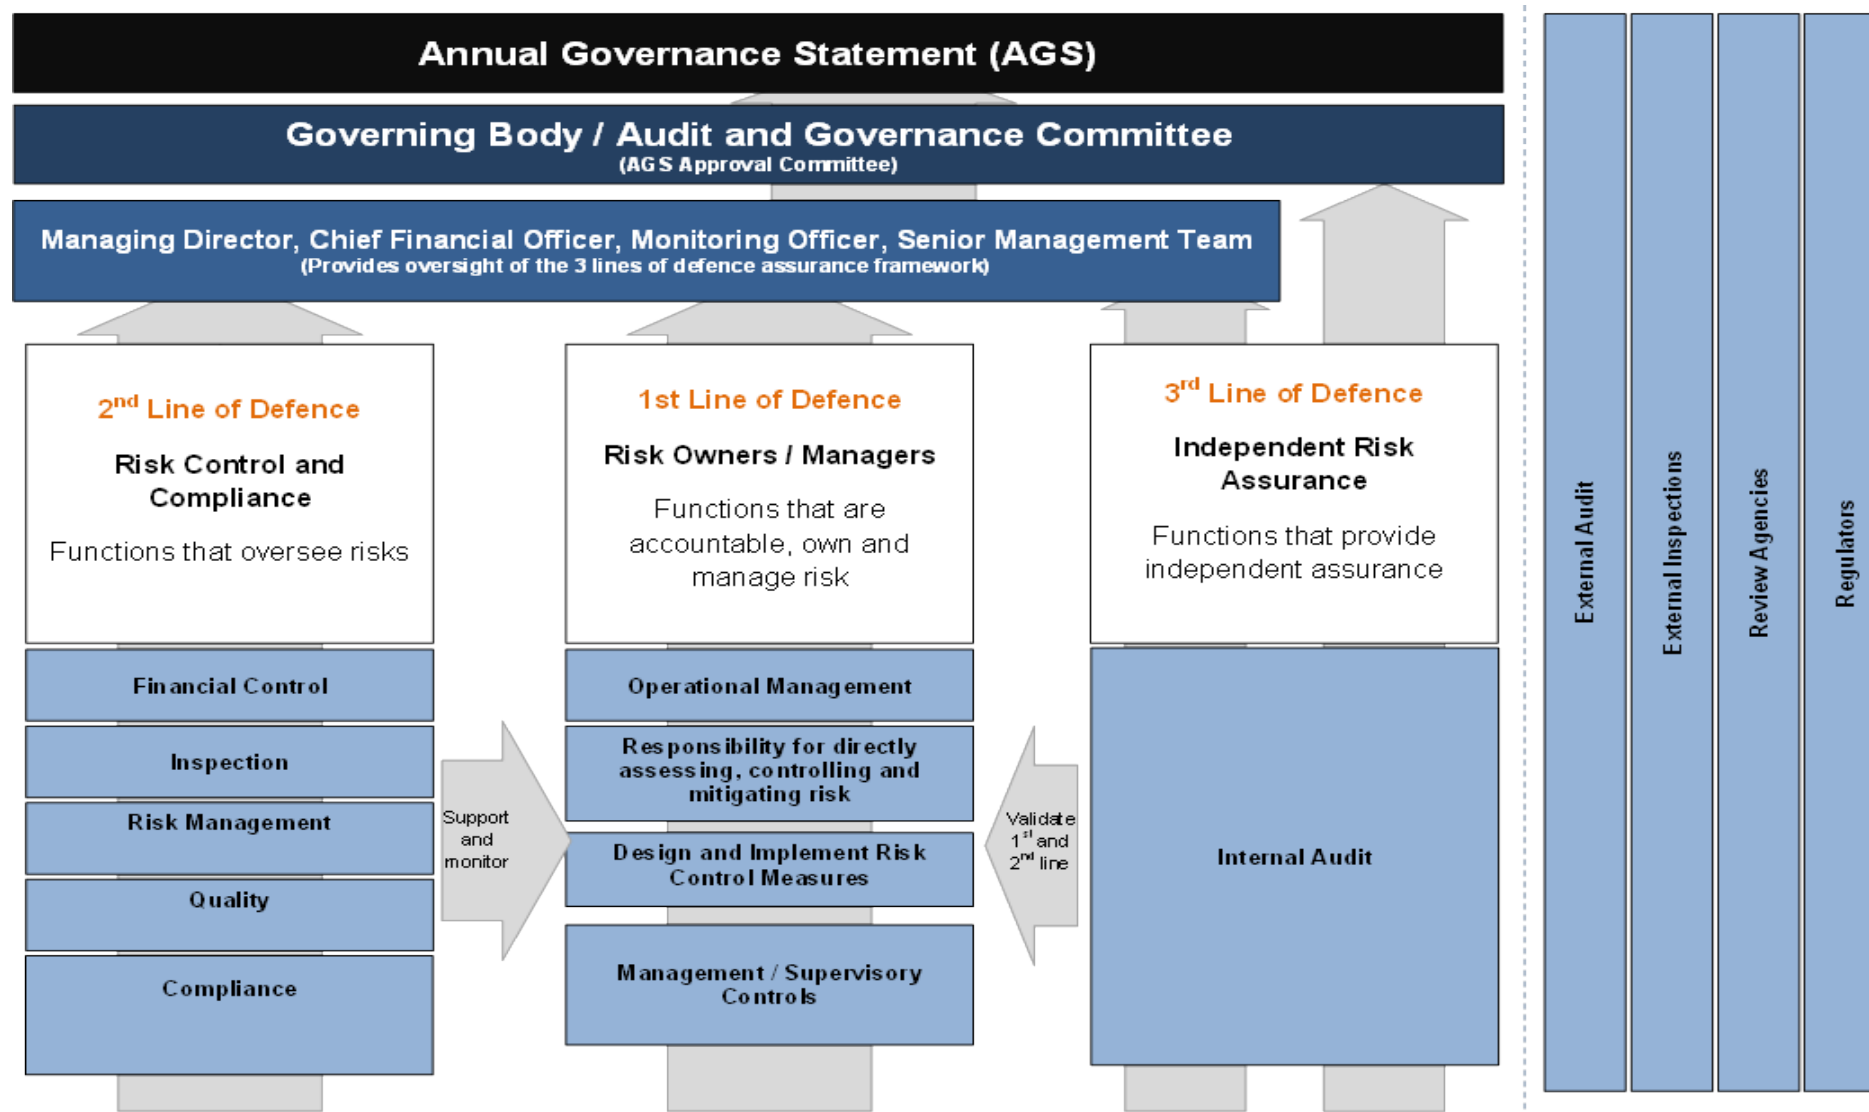 Annual Governance Statement (AGS)
Governing Body / Audit and Governance Committee
(AGS Approval Committee)
Managing Director, Chief Financial Officer, Monitoring Officer, Senior Management Team
(Provides oversight of the 3 lines of defence assurance framework)
2nd Line of Defence
Risk Control and
Compliance
Functions that oversee risks
Financial Control
Inspection
Risk Management
Quality
Compliance
Support
and
monitor
1st Line of Defence
Risk Owners / Managers
Functions that are
accountable, own and
manage risk
Operational Management
Responsibility for directly
assessing, controlling and
mitigating risk
Design and Implement Risk
Control Measures
Management / Supervisory
Controls
Validate
1st and
2nd line
3rd Line of Defence
Independent Risk
Assurance
Functions that provide
independent assurance
Internal Audit
External Audit
External Inspections
Review Agencies
Regulators